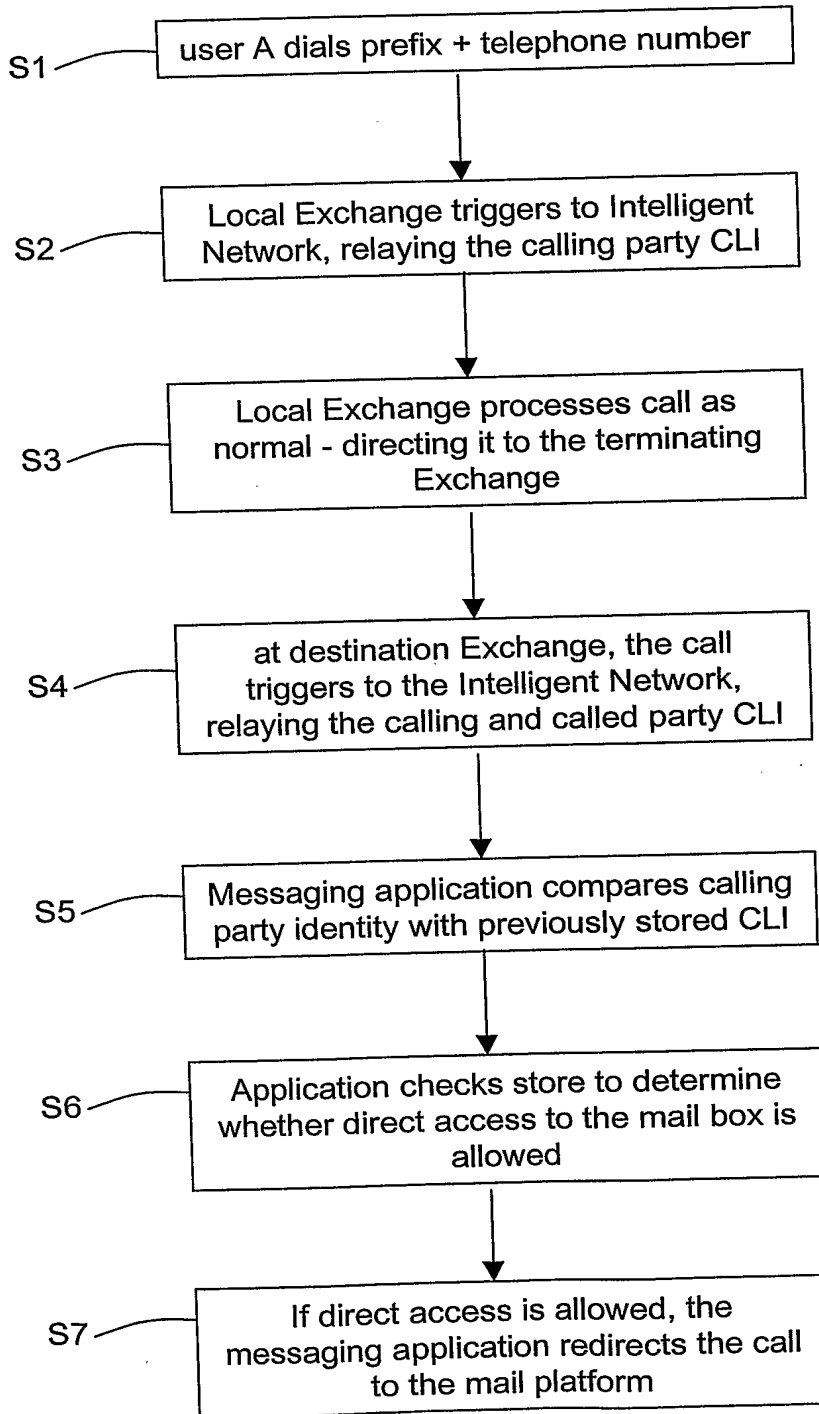 S1
user A dials prefix + telephone number
S2
Local Exchange triggers to Intelligent
Network, relaying the calling party CLI
S3
Local Exchange processes call as
normal - directing it to the terminating
Exchange
S4
at destination Exchange, the call
triggers to the Intelligent Network,
relaying the calling and called party CLI
S5
Messaging application compares calling
party identity with previously stored CLI
S6
Application checks store to determine
whether direct access to the mail box is
allowed
S7
If direct access is allowed, the
messaging application redirects the call
to the mail platform